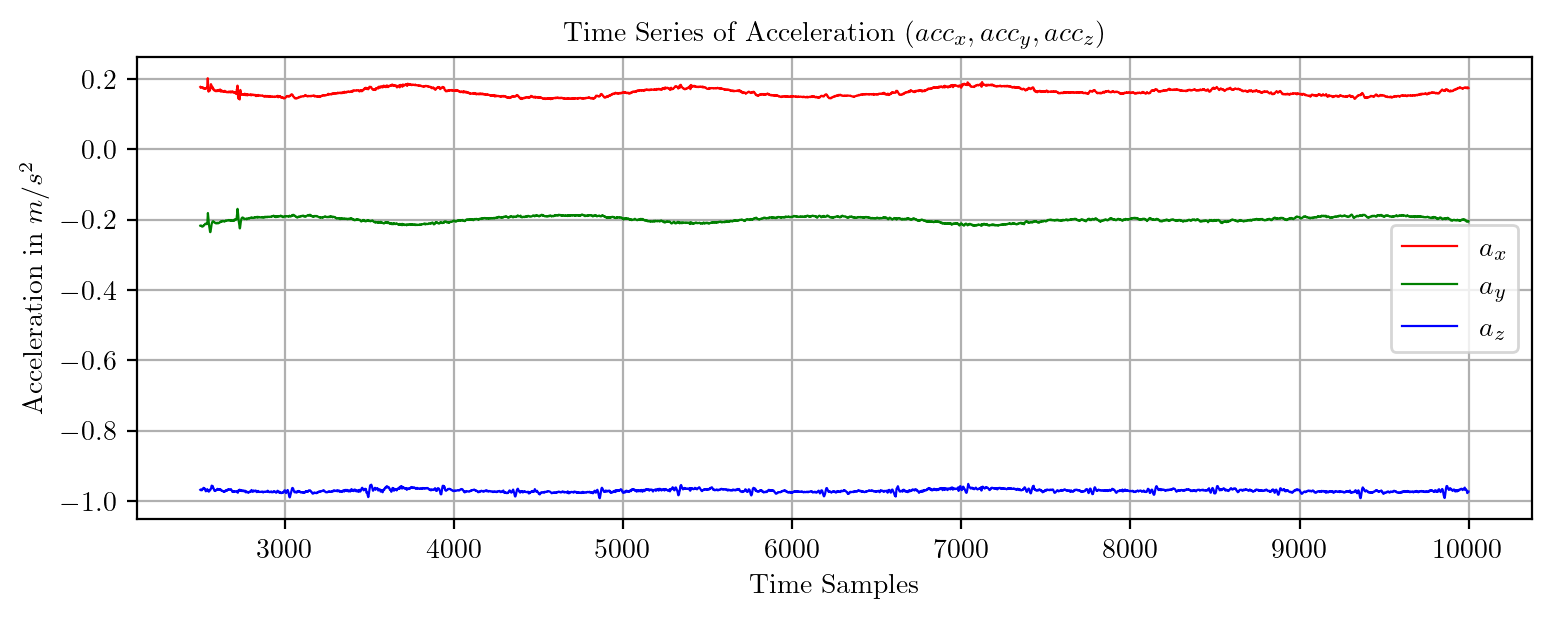 Time Series of Acceleration (acc_x, acc_y, acc_z)
Acceleration in m/s^2
0.2
0.0
−0.2
−0.4
−0.6
−0.8
−1.0
a_x
a_y
a_z
3000 4000 5000 6000 7000 8000 9000 10000
Time Samples